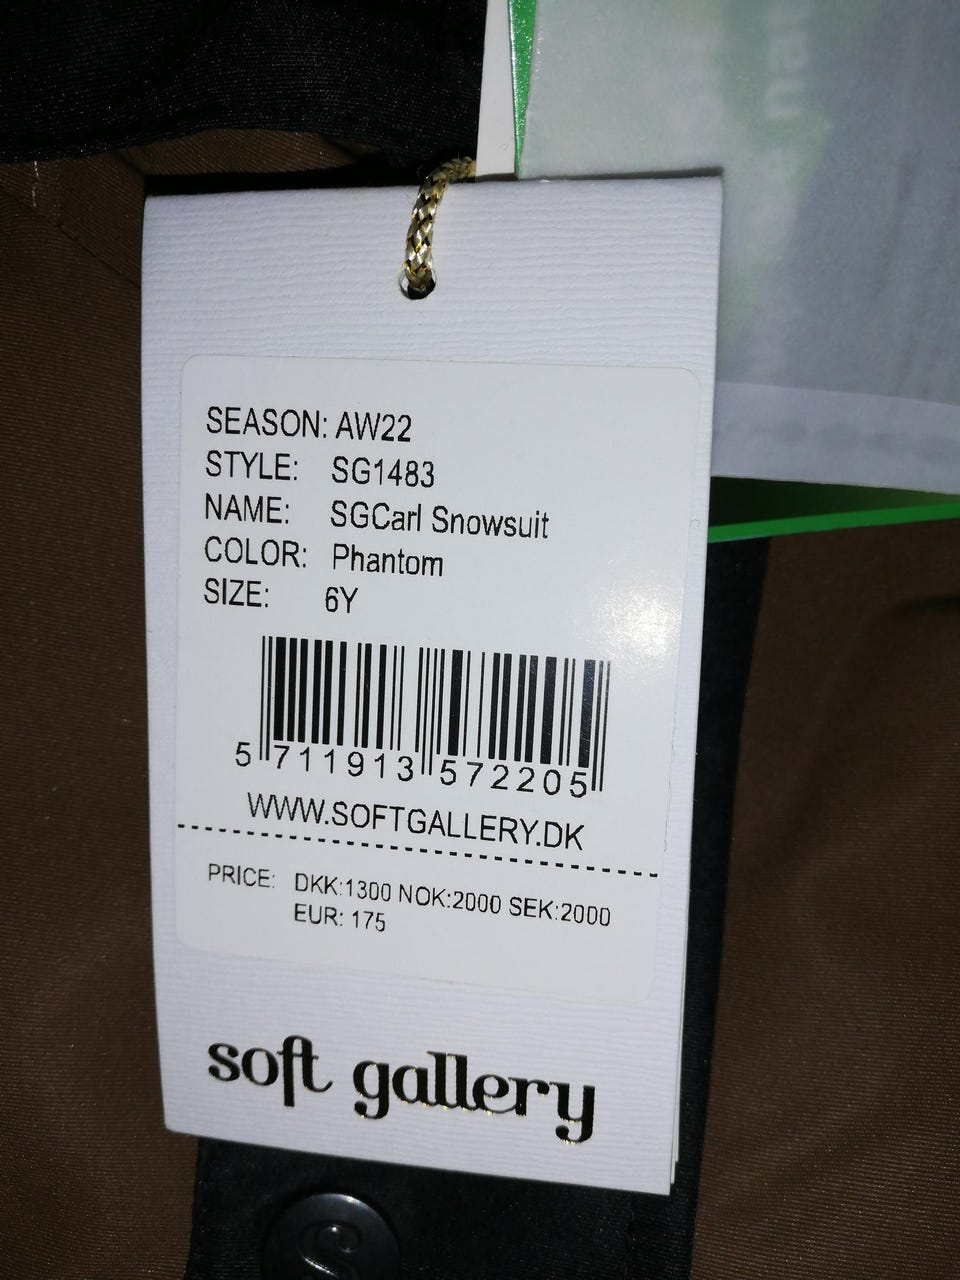 nat
SEASON: AW22
STYLE: SG1483
NAME: SGCarl Snowsuit
COLOR: Phantom
SIZE: 6Y
5 711913 572205
WWW.SOFTGALLERY.DK
PRICE: DKK:1300 NOK:2000 SEK:2000
EUR: 175
soft gallery
S